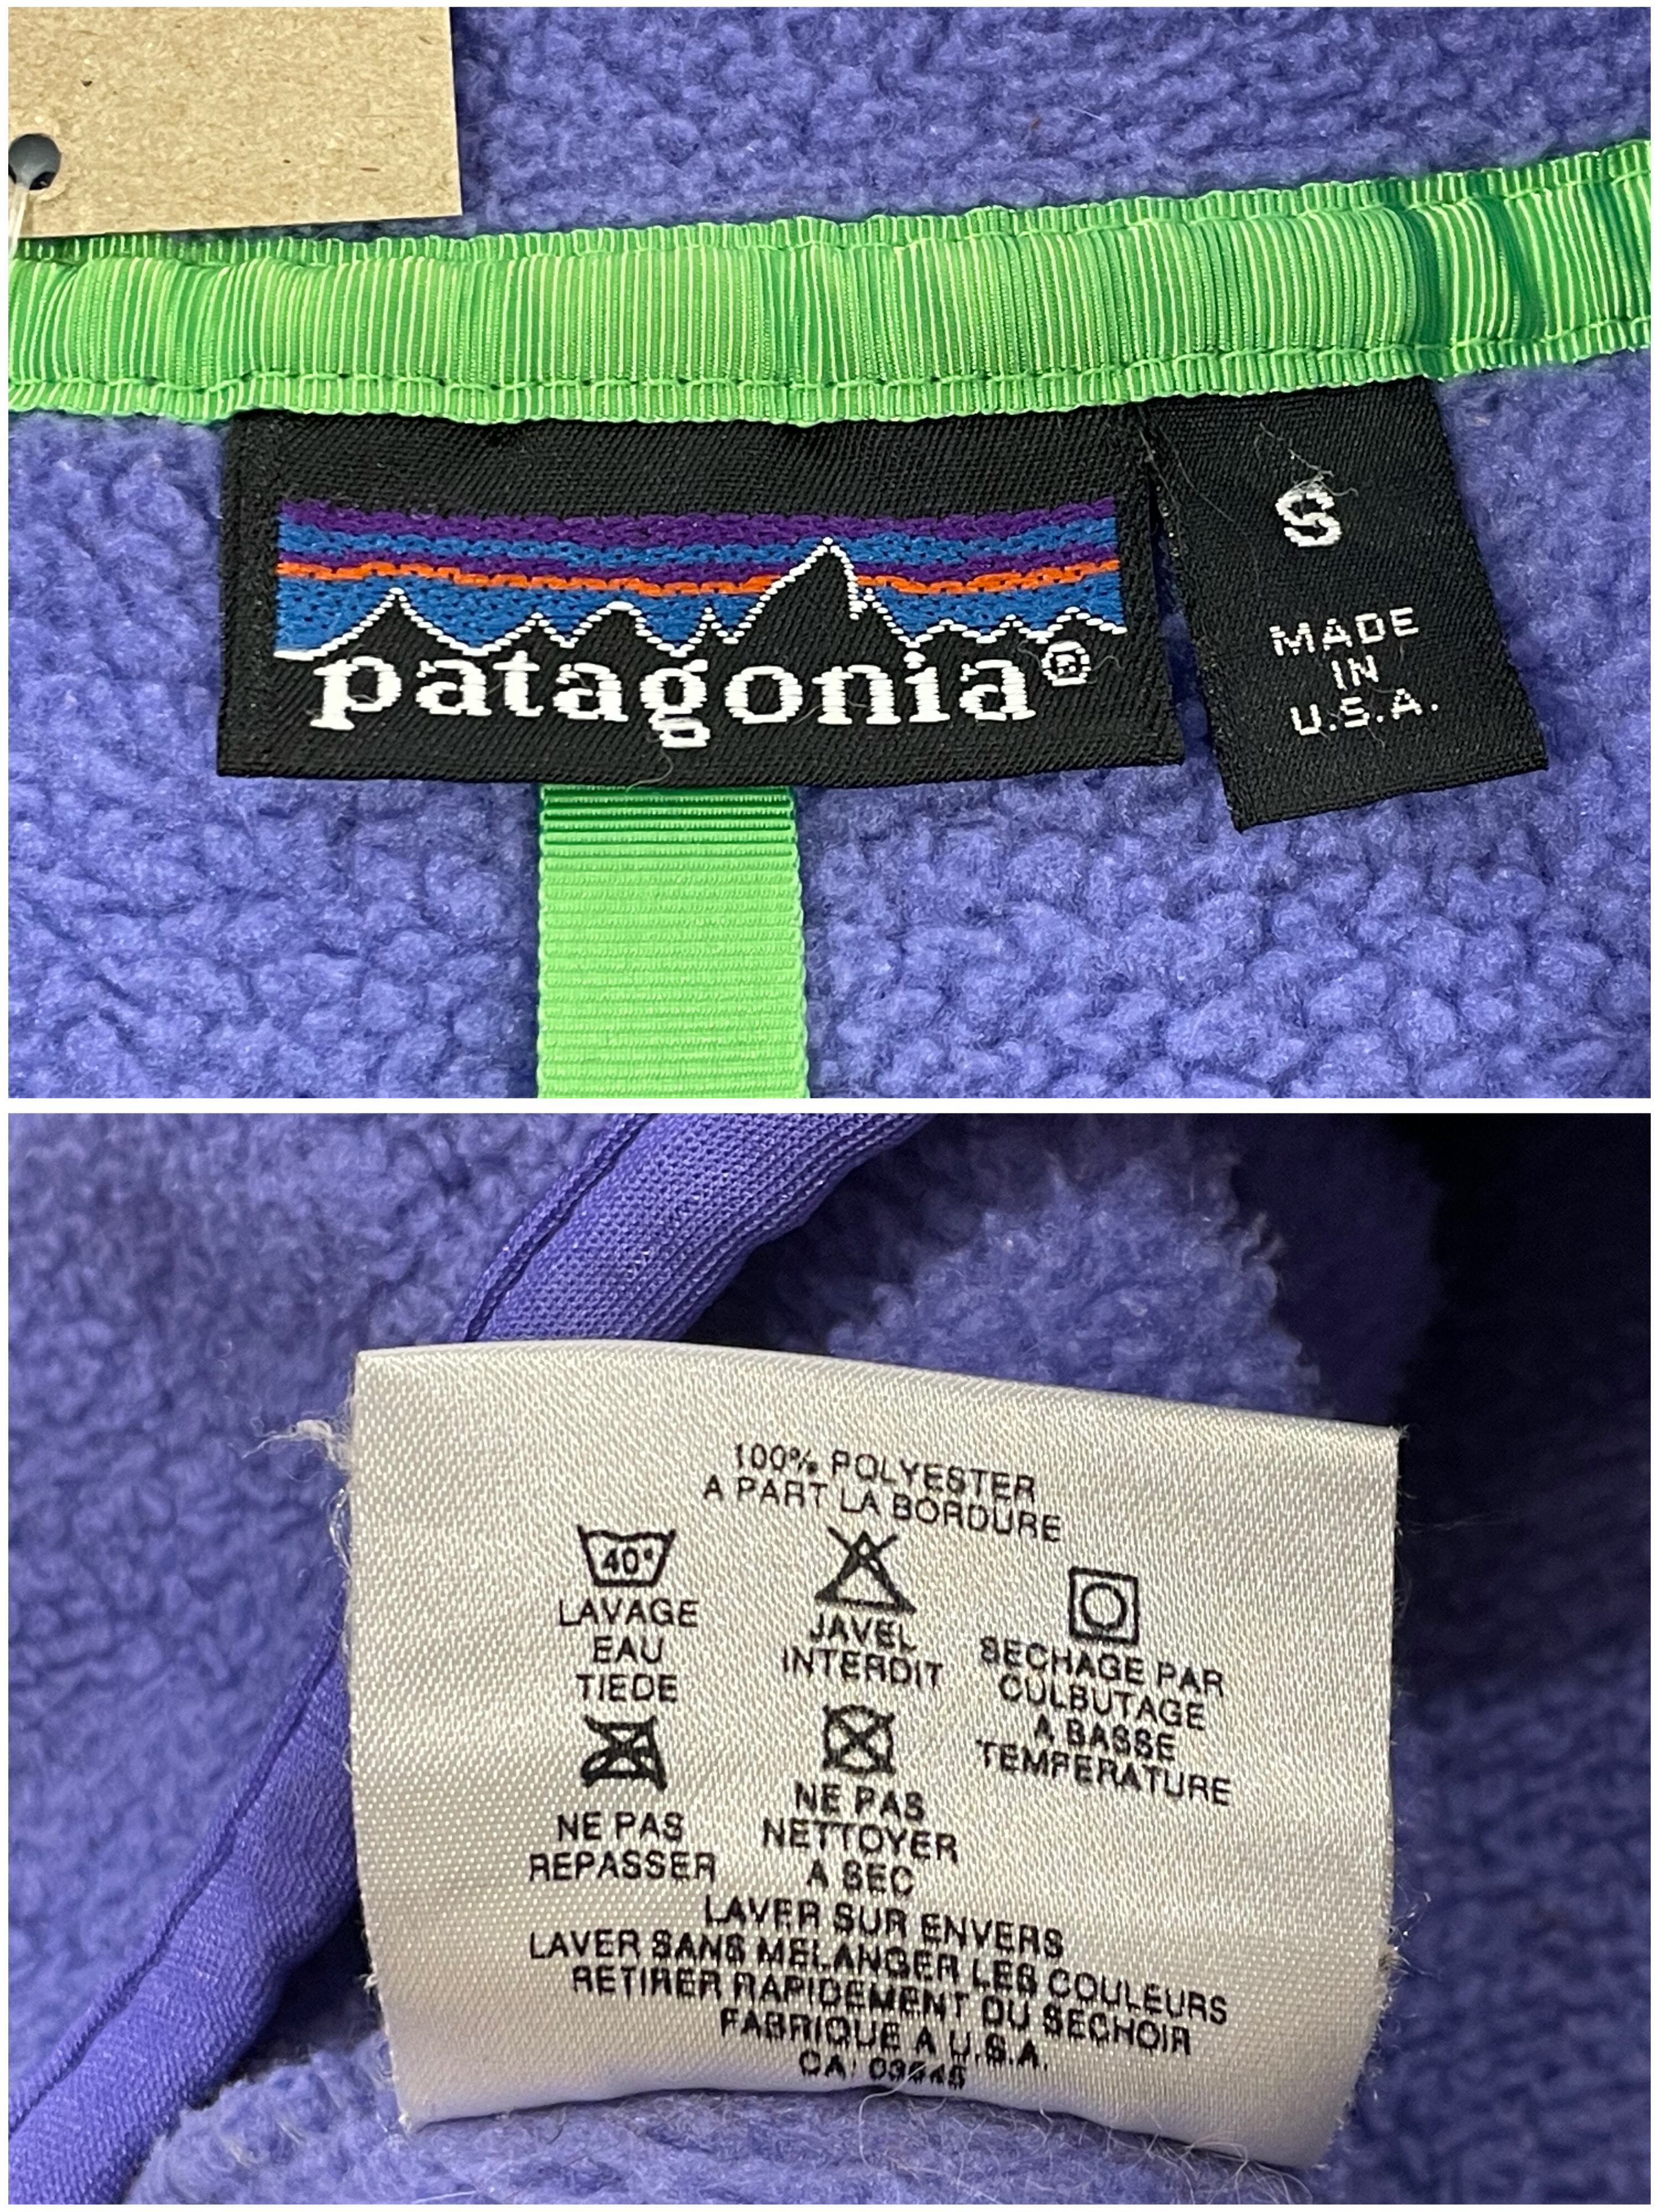 patagonia®
S
MADE
IN
U.S.A.
100% POLYESTER
A PART LA BORDURE
40°
LAVAGE
EAU
TIEDE
JAVEL
INTERDIT
SECHAGE PAR
CULBUTAGE
A BASSE
TEMPERATURE
NE PAS
REPASSER
NE PAS
NETTOYER
A SEC
LAVER SUR ENVERS
LAVER SANS MELANGER LES COULEURS
RETIRER RAPIDEMENT DU SECHOIR
FABRIQUE A U.S.A.
CA